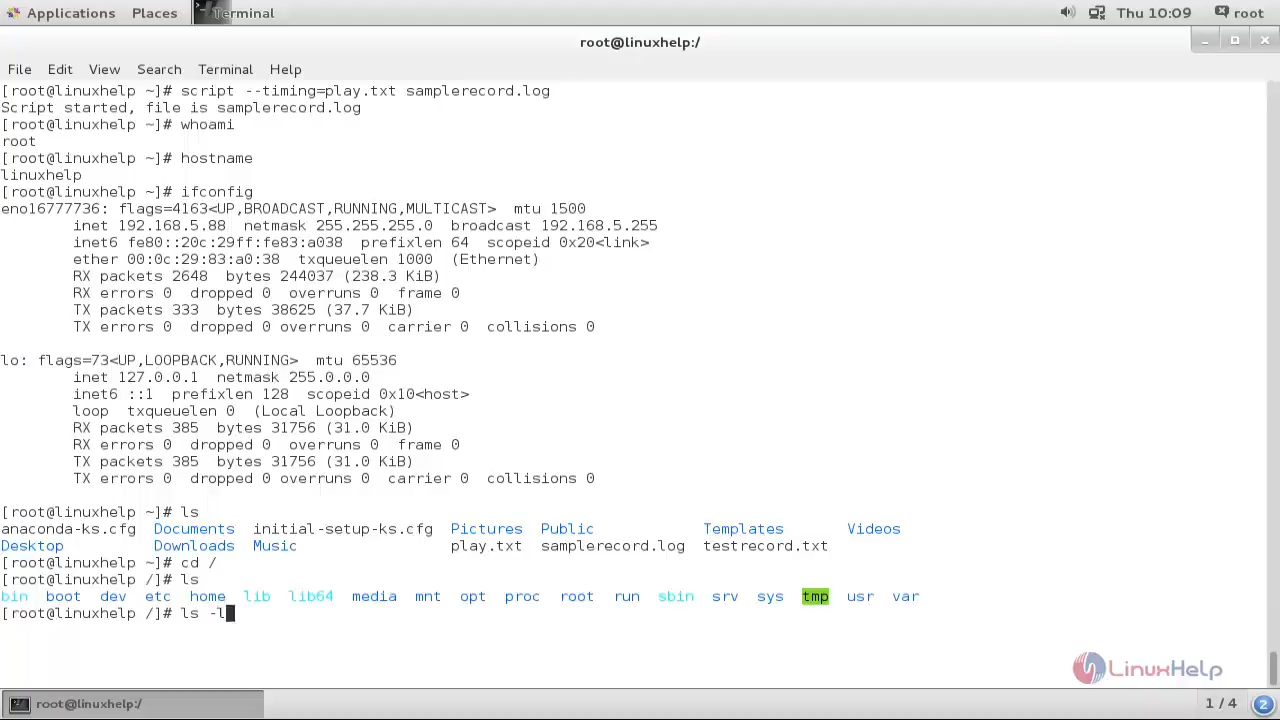 Applications Places Terminal Thu 10:09 root
root@linuxhelp:/
File Edit View Search Terminal Help
[root@linuxhelp ~]# script --timing=play.txt samplerecord.log
Script started, file is samplerecord.log
[root@linuxhelp ~]# whoami
root
[root@linuxhelp ~]# hostname
linuxhelp
[root@linuxhelp ~]# ifconfig
eno16777736: flags=4163<UP,BROADCAST,RUNNING,MULTICAST>  mtu 1500
        inet 192.168.5.88  netmask 255.255.255.0  broadcast 192.168.5.255
        inet6 fe80::20c:29ff:fe83:a038  prefixlen 64  scopeid 0x20<link>
        ether 00:0c:29:83:a0:38  txqueuelen 1000  (Ethernet)
        RX packets 2648  bytes 244037 (238.3 KiB)
        RX errors 0  dropped 0  overruns 0  frame 0
        TX packets 333  bytes 38625 (37.7 KiB)
        TX errors 0  dropped 0 overruns 0  carrier 0  collisions 0
lo: flags=73<UP,LOOPBACK,RUNNING>  mtu 65536
        inet 127.0.0.1  netmask 255.0.0.0
        inet6 ::1  prefixlen 128  scopeid 0x10<host>
        loop  txqueuelen 0  (Local Loopback)
        RX packets 385  bytes 31756 (31.0 KiB)
        RX errors 0  dropped 0  overruns 0  frame 0
        TX packets 385  bytes 31756 (31.0 KiB)
        TX errors 0  dropped 0 overruns 0  carrier 0  collisions 0
[root@linuxhelp ~]# ls
anaconda-ks.cfg  Documents  initial-setup-ks.cfg  Pictures  Public           Templates       Videos
Desktop          Downloads  Music                 play.txt  samplerecord.log  testrecord.txt
[root@linuxhelp ~]# cd /
[root@linuxhelp /]# ls
bin  boot  dev  etc  home  lib  lib64  media  mnt  opt  proc  root  run  sbin  srv  sys  tmp  usr  var
[root@linuxhelp /]# ls -l
LinuxHelp
root@linuxhelp:/ 1 / 4 2